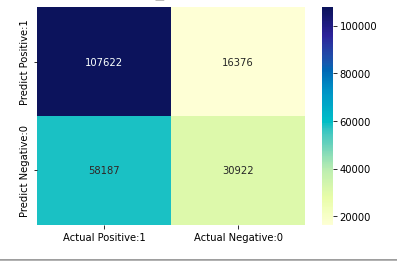 Predict Positive:1
Predict Negative:0
107622
16376
58187
30922
Actual Positive:1
Actual Negative:0
100000
80000
60000
40000
20000